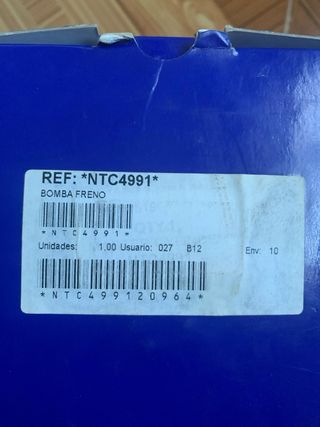 REF: *NTC4991*
BOMBA FRENO
*NTC4991*
Unidades: 1,00 Usuario: 027 B12 Env: 10
*NTC499120964*